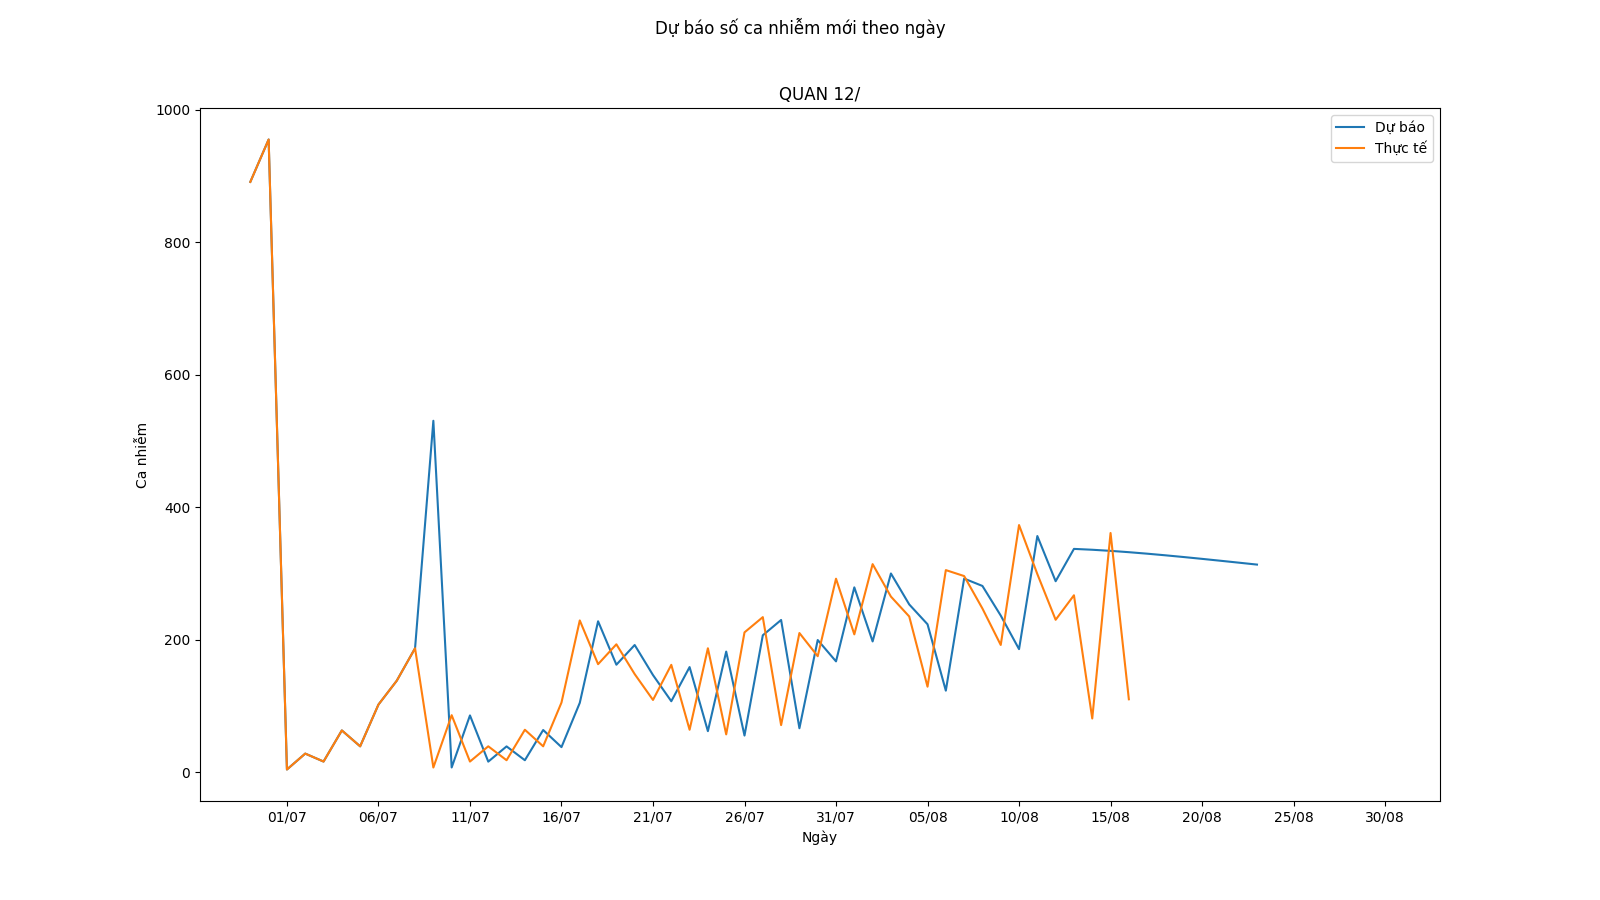 Dự báo số ca nhiễm mới theo ngày
QUAN 12/
1000
800
600
400
200
0
Ca nhiễm
Dự báo
Thực tế
01/07 06/07 11/07 16/07 21/07 26/07 31/07 05/08 10/08 15/08 20/08 25/08 30/08
Ngày